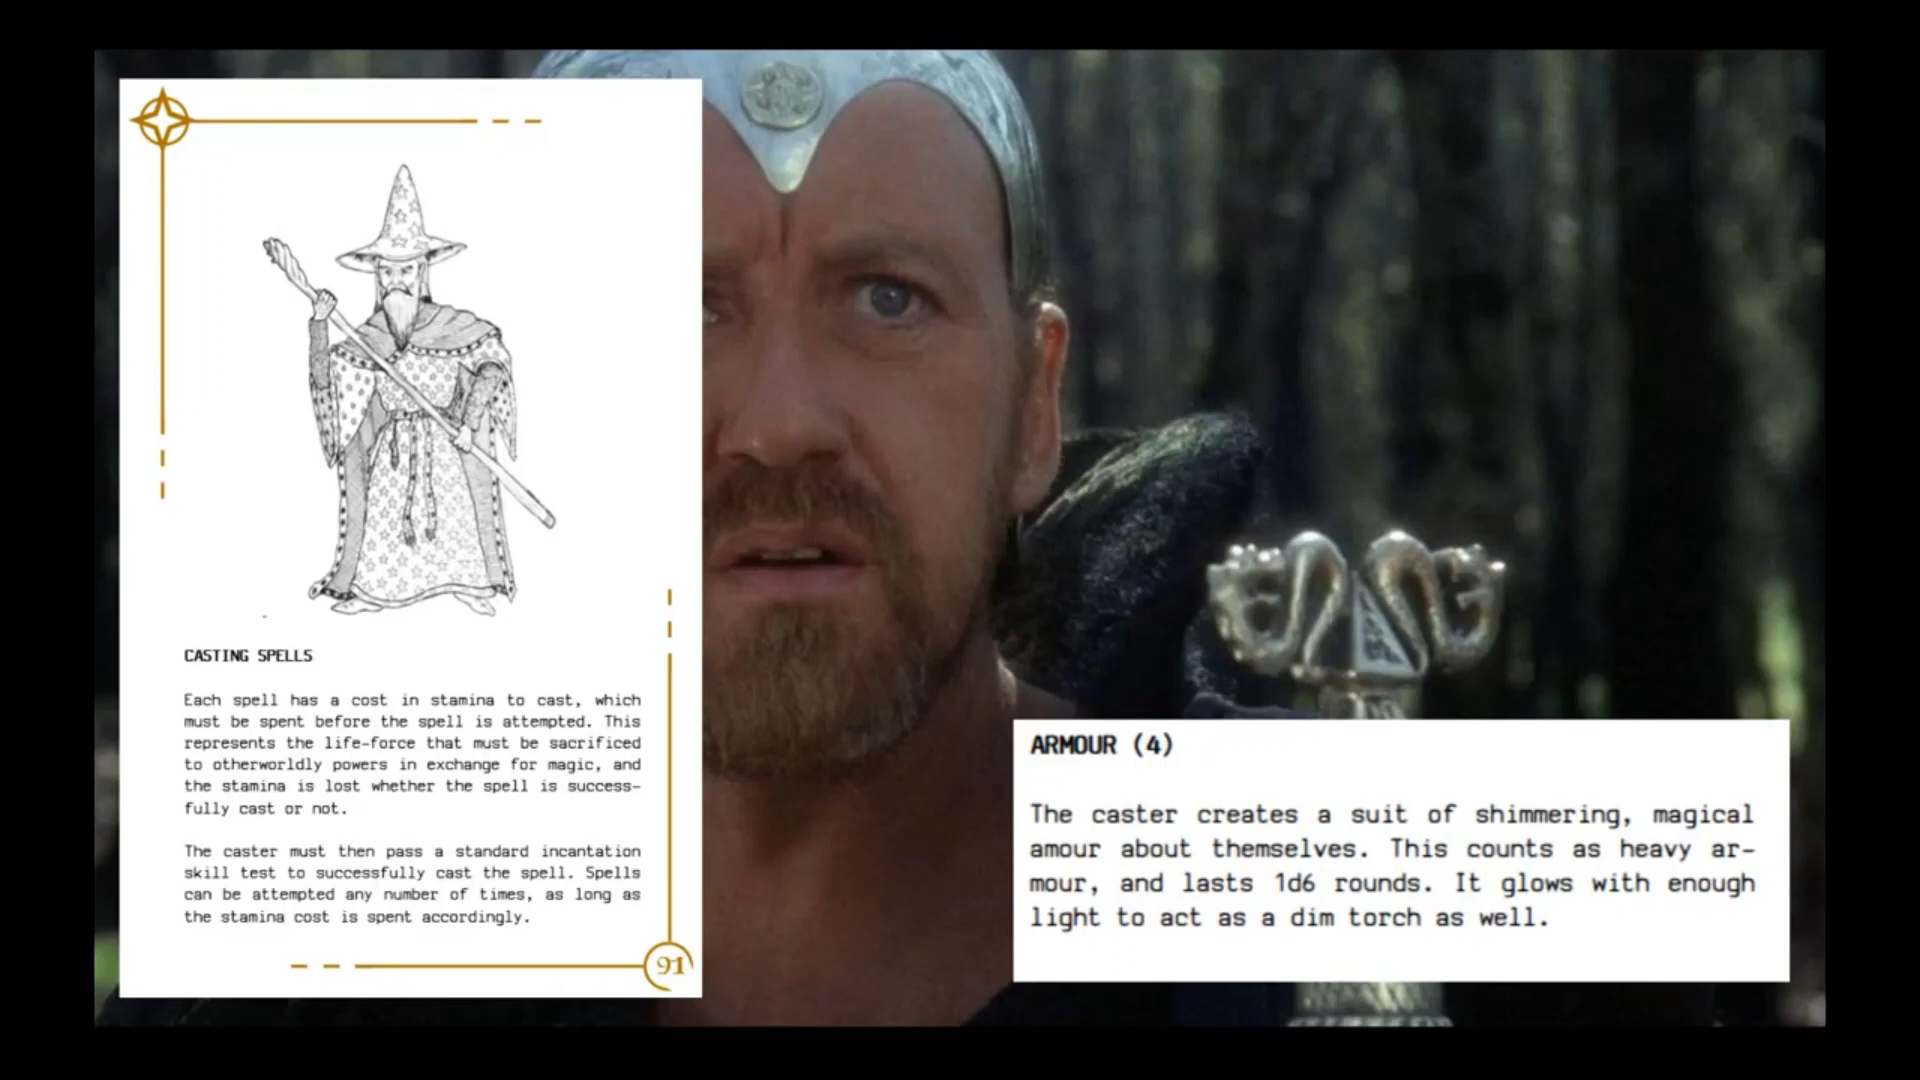 CASTING SPELLS
Each spell has a cost in stamina to cast, which
must be spent before the spell is attempted. This
represents the life-force that must be sacrificed
to otherworldly powers in exchange for magic, and
the stamina is lost whether the spell is success-
fully cast or not.
The caster must then pass a standard incantation
skill test to successfully cast the spell. Spells
can be attempted any number of times, as long as
the stamina cost is spent accordingly.
91
ARMOUR (4)
The caster creates a suit of shimmering, magical
amour about themselves. This counts as heavy ar-
mour, and lasts 1d6 rounds. It glows with enough
light to act as a dim torch as well.